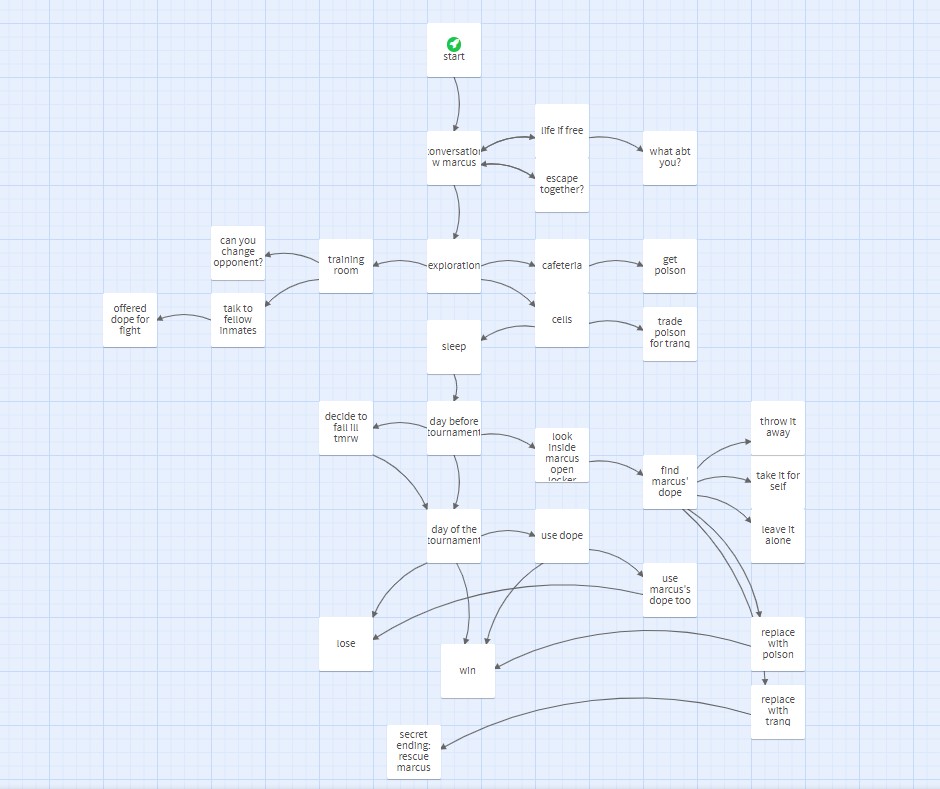 start
conversation
w marcus
life if free
what abt
you?
escape
together?
can you
change
opponent?
training
room
exploration
cafeteria
get
poison
offered
dope for
fight
talk to
fellow
inmates
cells
trade
poison
for tranq
sleep
decide to
fall ill
tmrw
day before
tournament
look
inside
marcus
open
locker
find
marcus'
dope
throw it
away
take it for
self
leave it
alone
day of the
tournament
use dope
use
marcus's
dope too
lose
win
replace
with
poison
replace
with
tranq
secret
ending:
rescue
marcus